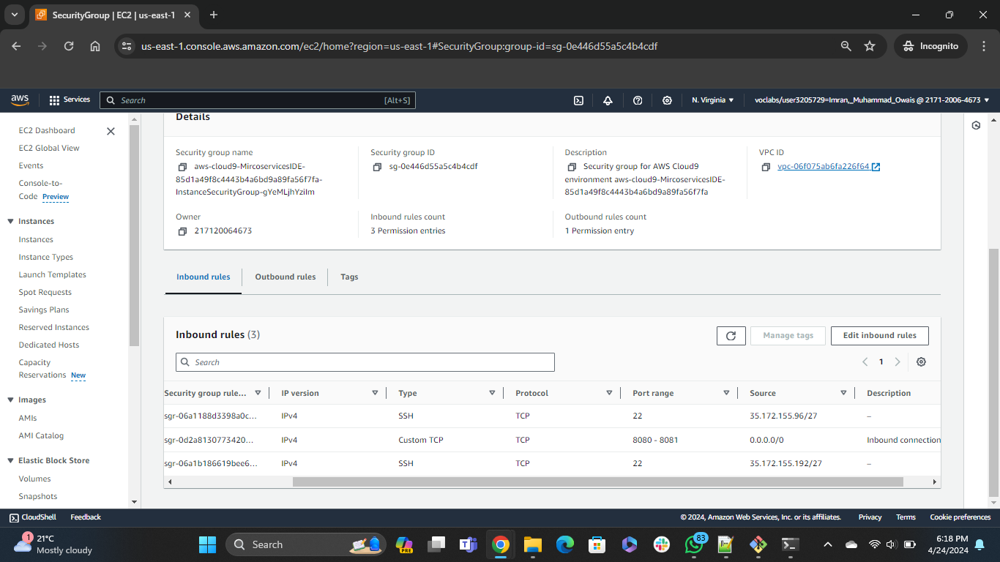 SecurityGroup | EC2 | us-east-1
us-east-1.console.aws.amazon.com/ec2/home?region=us-east-1#SecurityGroup:group-id=sg-0e446d55a5c4b4cdf
Incognito
aws
Services
Search
[Alt+S]
N. Virginia
voclabs/user3205729=Imran,_Muhammad_Owais @ 2171-2006-4673
EC2 Dashboard
EC2 Global View
Events
Console-to-
Code Preview
Instances
Instances
Instance Types
Launch Templates
Spot Requests
Savings Plans
Reserved Instances
Dedicated Hosts
Capacity
Reservations New
Images
AMIs
AMI Catalog
Elastic Block Store
Volumes
Snapshots
Details
Security group name
aws-cloud9-MircoservicesIDE-
85d1a49f8c4443b4a6bd9a89fa56f7fa-
InstanceSecurityGroup-gYeMLjhYziIm
Security group ID
sg-0e446d55a5c4b4cdf
Description
Security group for AWS Cloud9
environment aws-cloud9-MircoservicesIDE-
85d1a49f8c4443b4a6bd9a89fa56f7fa
VPC ID
vpc-06f075ab6fa226f64
Owner
217120064673
Inbound rules count
3 Permission entries
Outbound rules count
1 Permission entry
Inbound rules
Outbound rules
Tags
Inbound rules (3)
Manage tags
Edit inbound rules
Search
1
Security group rule... IP version Type Protocol Port range Source Description
sgr-06a1188d3398a0c... IPv4 SSH TCP 22 35.172.155.96/27 –
sgr-0d2a8130773420... IPv4 Custom TCP TCP 8080 - 8081 0.0.0.0/0 Inbound connection
sgr-06a1b186619bee6... IPv4 SSH TCP 22 35.172.155.192/27 –
CloudShell
Feedback
© 2024, Amazon Web Services, Inc. or its affiliates.
Privacy
Terms
Cookie preferences
1
21°C
Mostly cloudy
Search
PRE
83
6:18 PM
4/24/2024